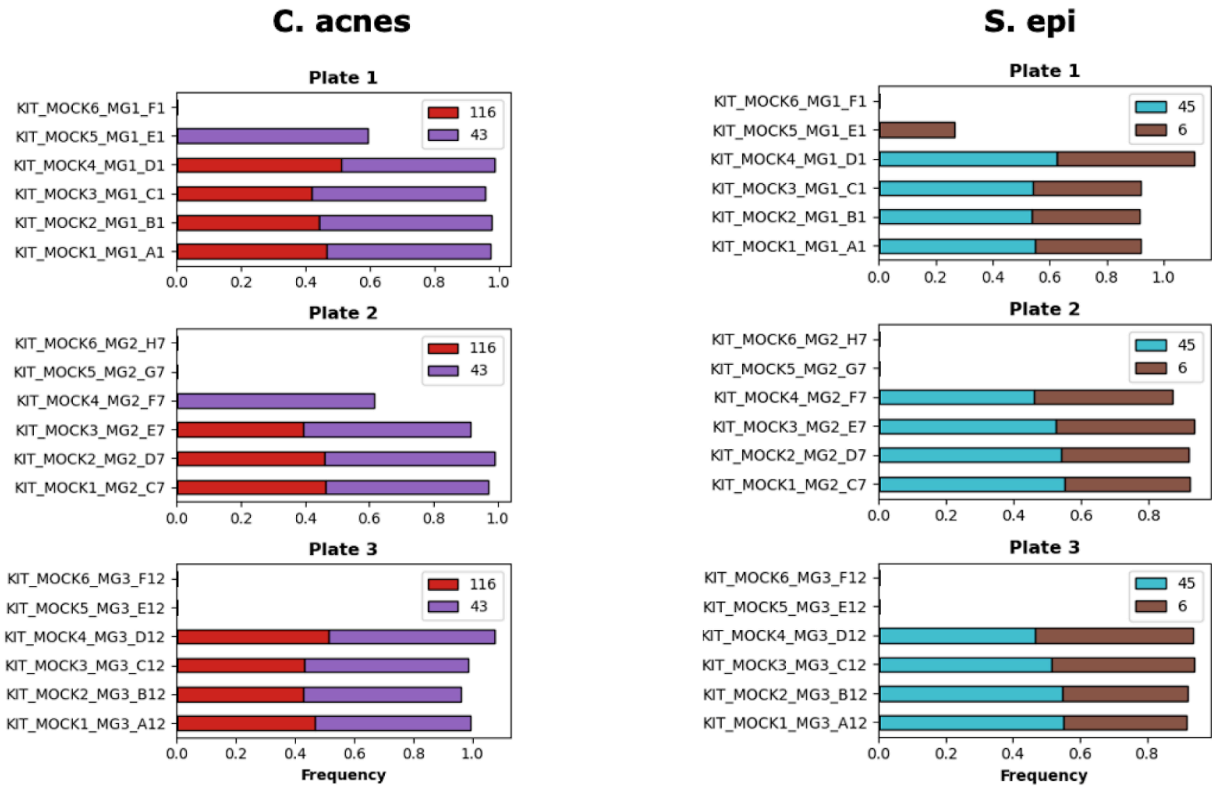 C. acnes
Plate 1
KIT_MOCK6_MG1_F1
KIT_MOCK5_MG1_E1
KIT_MOCK4_MG1_D1
KIT_MOCK3_MG1_C1
KIT_MOCK2_MG1_B1
KIT_MOCK1_MG1_A1
116
43
0.0 0.2 0.4 0.6 0.8 1.0
Plate 2
KIT_MOCK6_MG2_H7
KIT_MOCK5_MG2_G7
KIT_MOCK4_MG2_F7
KIT_MOCK3_MG2_E7
KIT_MOCK2_MG2_D7
KIT_MOCK1_MG2_C7
116
43
0.0 0.2 0.4 0.6 0.8 1.0
Plate 3
KIT_MOCK6_MG3_F12
KIT_MOCK5_MG3_E12
KIT_MOCK4_MG3_D12
KIT_MOCK3_MG3_C12
KIT_MOCK2_MG3_B12
KIT_MOCK1_MG3_A12
116
43
0.0 0.2 0.4 0.6 0.8 1.0
Frequency
S. epi
Plate 1
KIT_MOCK6_MG1_F1
KIT_MOCK5_MG1_E1
KIT_MOCK4_MG1_D1
KIT_MOCK3_MG1_C1
KIT_MOCK2_MG1_B1
KIT_MOCK1_MG1_A1
45
6
0.0 0.2 0.4 0.6 0.8 1.0
Plate 2
KIT_MOCK6_MG2_H7
KIT_MOCK5_MG2_G7
KIT_MOCK4_MG2_F7
KIT_MOCK3_MG2_E7
KIT_MOCK2_MG2_D7
KIT_MOCK1_MG2_C7
45
6
0.0 0.2 0.4 0.6 0.8
Plate 3
KIT_MOCK6_MG3_F12
KIT_MOCK5_MG3_E12
KIT_MOCK4_MG3_D12
KIT_MOCK3_MG3_C12
KIT_MOCK2_MG3_B12
KIT_MOCK1_MG3_A12
45
6
0.0 0.2 0.4 0.6 0.8
Frequency